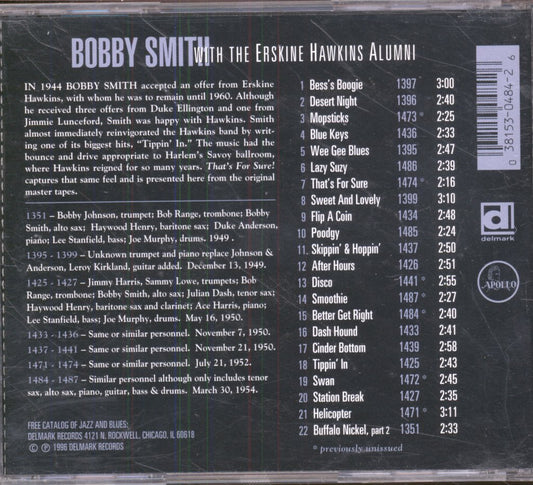 BOBBY SMITH WITH THE ERSKINE HAWKINS ALUMNI
IN 1944 BOBBY SMITH accepted an offer from Erskine
Hawkins, with whom he was to remain until 1960. Although
he received three offers from Duke Ellington and one from
Jimmie Lunceford, Smith was happy with Hawkins. Smith
almost immediately reinvigorated the Hawkins band by writ-
ing one of its biggest hits, "Tippin' In." The music had the
bounce and drive appropriate to Harlem's Savoy ballroom,
where Hawkins reigned for so many years. That's For Sure!
captures that same feel and is presented here from the original
master tapes.
1351 – Bobby Johnson, trumpet; Bob Range, trombone; Bobby
Smith, alto sax; Haywood Henry, baritone sax; Duke Anderson,
piano; Lee Stanfield, bass; Joe Murphy, drums. 1949.
1395 - 1399 – Unknown trumpet and piano replace Johnson &
Anderson, Leroy Kirkland, guitar added. December 13, 1949.
1425 - 1427 – Jimmy Harris, Sammy Lowe, trumpets; Bob
Range, trombone; Bobby Smith, alto sax; Julian Dash, tenor sax;
Haywood Henry, baritone sax and clarinet; Ace Harris, piano;
Lee Stanfield, bass; Joe Murphy, drums. May 16, 1950.
1433 - 1436 – Same or similar personnel. November 7, 1950.
1437 - 1441 – Same or similar personnel. November 21, 1950.
1471 - 1474 – Same or similar personnel. July 21, 1952.
1484 - 1487 – Similar personnel although only includes tenor
sax, alto sax, piano, guitar, bass & drums. March 30, 1954.
FREE CATALOG OF JAZZ AND BLUES:
DELMARK RECORDS 4121 N. ROCKWELL, CHICAGO, IL 60618
© ℗ 1996 DELMARK RECORDS
1 Bess's Boogie 1397 3:00
2 Desert Night 1396 2:40
3 Mopsticks 1473* 2:25
4 Blue Keys 1436 2:33
5 Wee Gee Blues 1395 2:47
6 Lazy Suzy 1486 2:39
7 That's For Sure 1474* 2:16
8 Sweet And Lovely 1399 3:10
9 Flip A Coin 1434 2:48
10 Poodgy 1485 2:24
11 Skippin' & Hoppin' 1437 2:50
12 After Hours 1426 2:51
13 Disco 1441* 2:55
14 Smoothie 1487* 2:27
15 Better Get Right 1484* 2:40
16 Dash Hound 1433 2:41
17 Cinder Bottom 1439 2:58
18 Tippin' In 1425 2:43
19 Swan 1472* 2:45
20 Station Break 1427 2:35
21 Helicopter 1471* 3:11
22 Buffalo Nickel, part 2 1351 2:33
* previously unissued
0 38153-0484-2 6
d
delmark
APOLLO